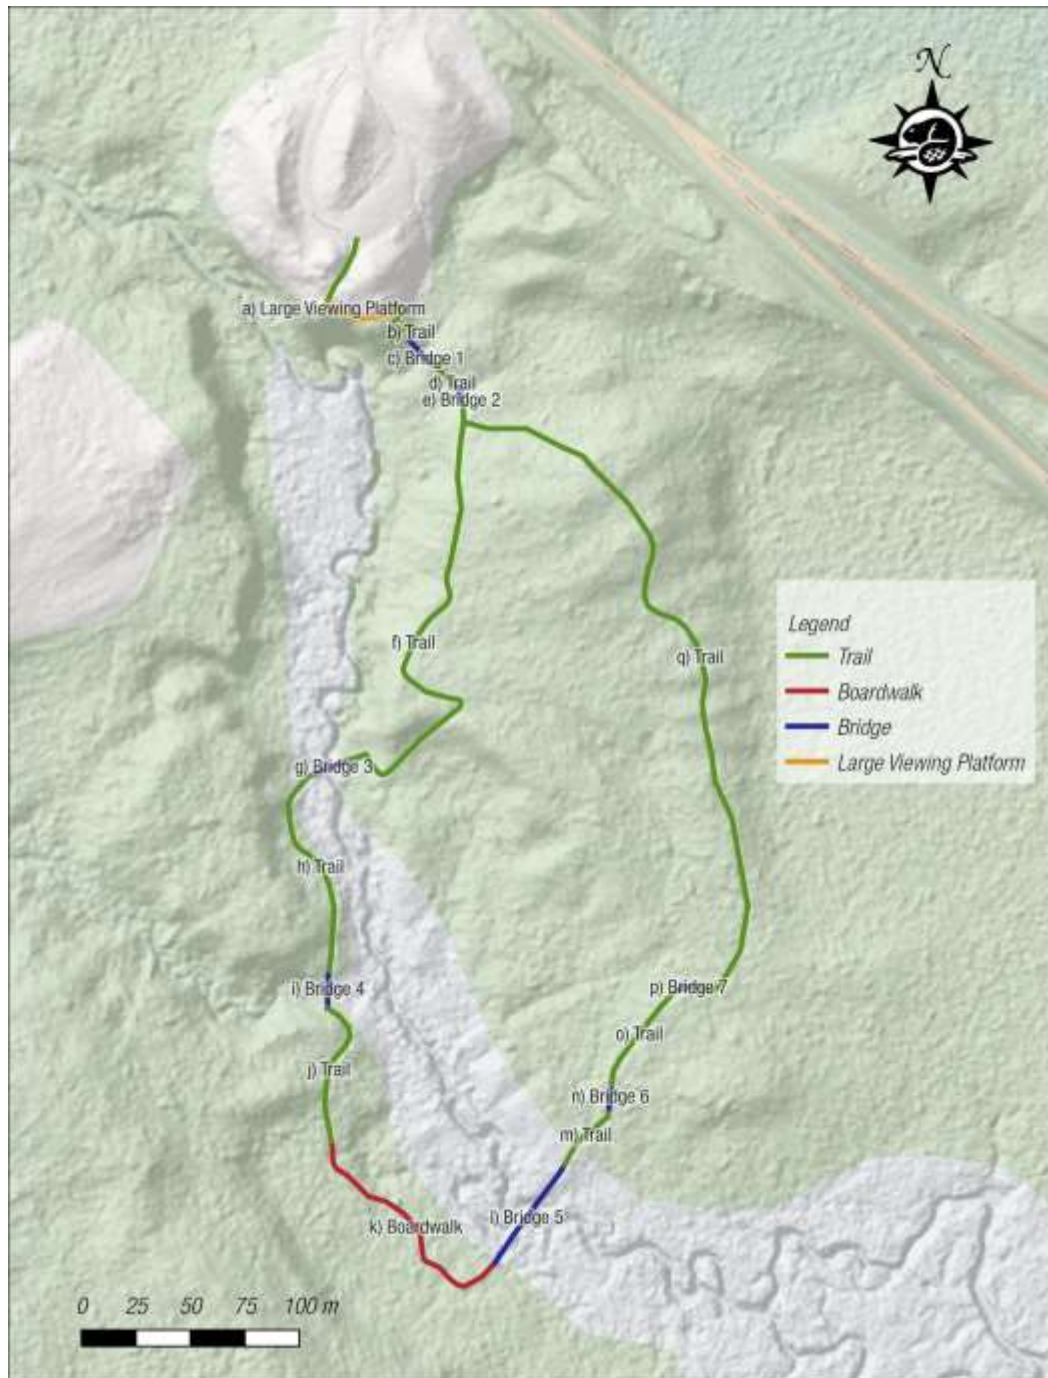 N
a) Large Viewing Platform
b) Trail
c) Bridge 1
d) Trail
e) Bridge 2
f) Trail
q) Trail
Legend
Trail
Boardwalk
Bridge
Large Viewing Platform
g) Bridge 3
h) Trail
i) Bridge 4
p) Bridge 7
o) Trail
j) Trail
n) Bridge 6
m) Trail
l) Bridge 5
k) Boardwalk
0 25 50 75 100 m